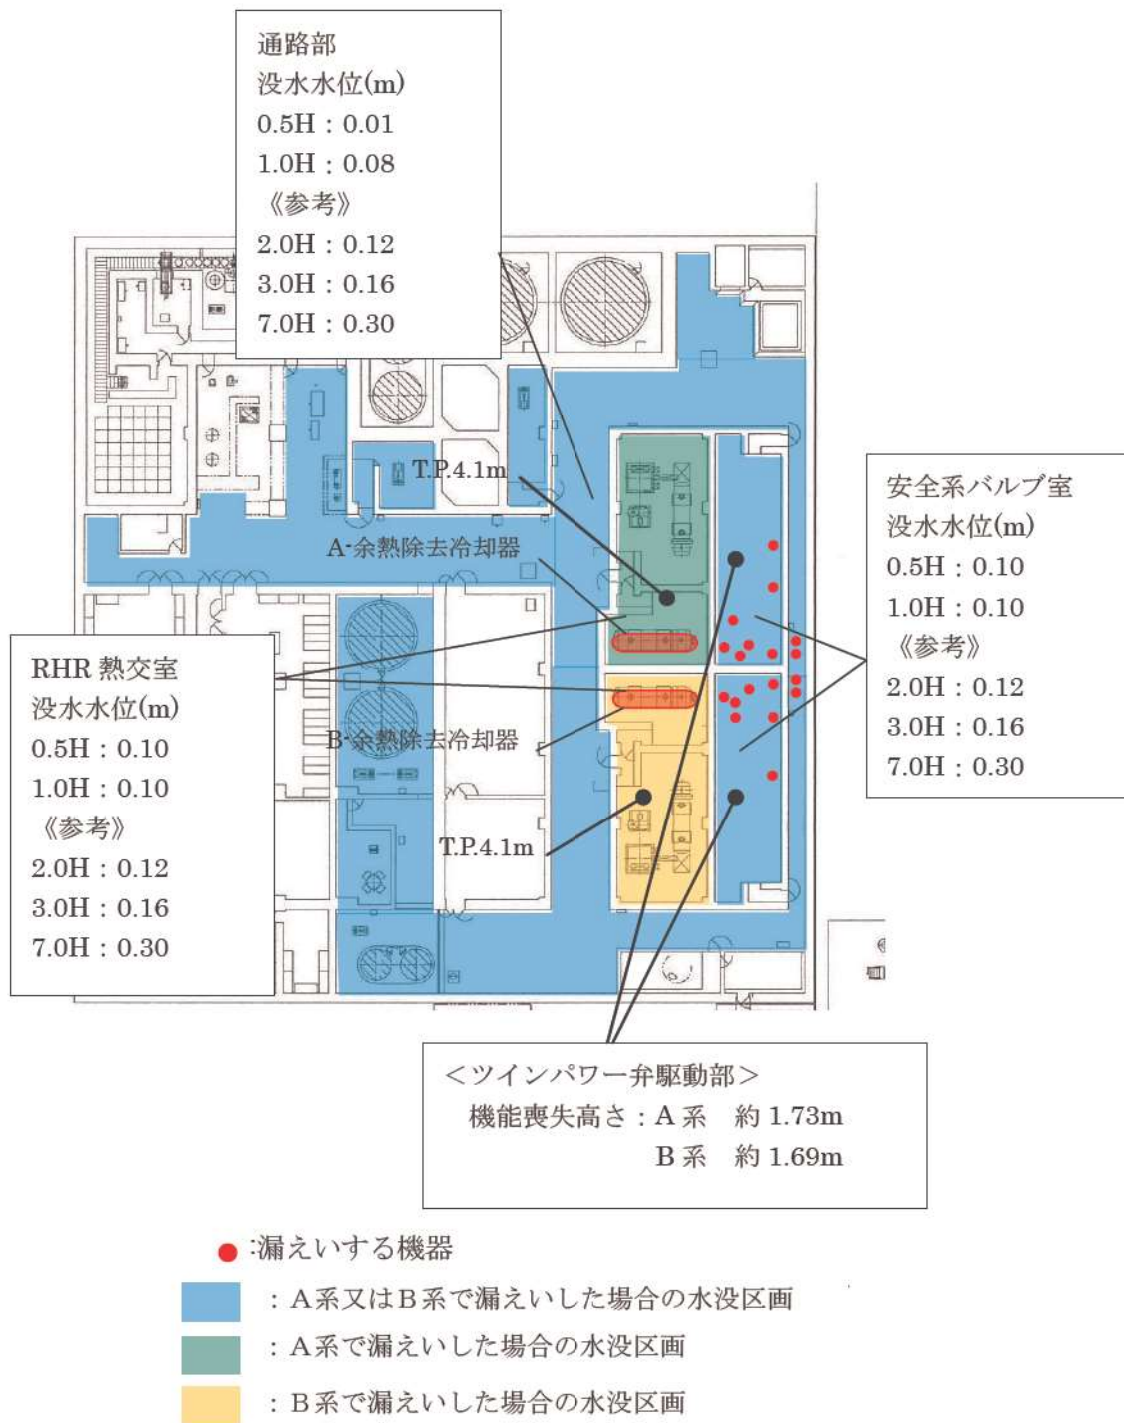 通路部
没水水位(m)
0.5H：0.01
1.0H：0.08
《参考》
2.0H：0.12
3.0H：0.16
7.0H：0.30
T.P.4.1m
A-余熱除去冷却器
安全系バルブ室
没水水位(m)
0.5H：0.10
1.0H：0.10
《参考》
2.0H：0.12
3.0H：0.16
7.0H：0.30
RHR 熱交室
没水水位(m)
0.5H：0.10
1.0H：0.10
《参考》
2.0H：0.12
3.0H：0.16
7.0H：0.30
B-余熱除去冷却器
T.P.4.1m
＜ツインパワー弁駆動部＞
機能喪失高さ：A 系　約 1.73m
B 系　約 1.69m
:漏えいする機器
：A系又はB系で漏えいした場合の水没区画
：A系で漏えいした場合の水没区画
：B系で漏えいした場合の水没区画